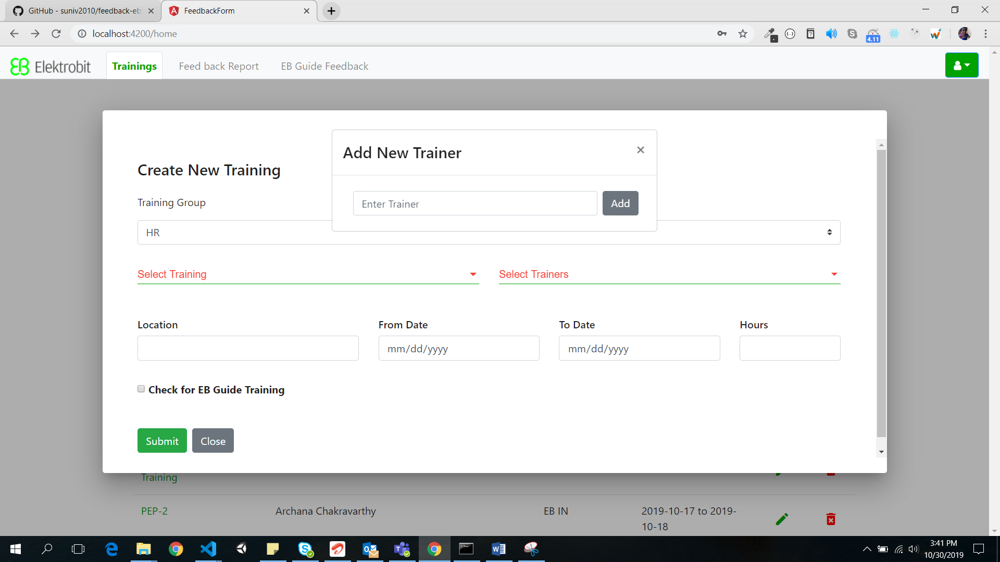 GitHub - suniv2010/feedback-eb
FeedbackForm
localhost:4200/home
4.11
Elektrobit
Trainings
Feed back Report
EB Guide Feedback
Add New Trainer
×
Enter Trainer
Add
Create New Training
Training Group
HR
Select Training
Select Trainers
Location
From Date
To Date
Hours
mm/dd/yyyy
mm/dd/yyyy
Check for EB Guide Training
Submit
Close
Training
PEP-2
Archana Chakravarthy
EB IN
2019-10-17 to 2019-
10-18
3:41 PM
10/30/2019